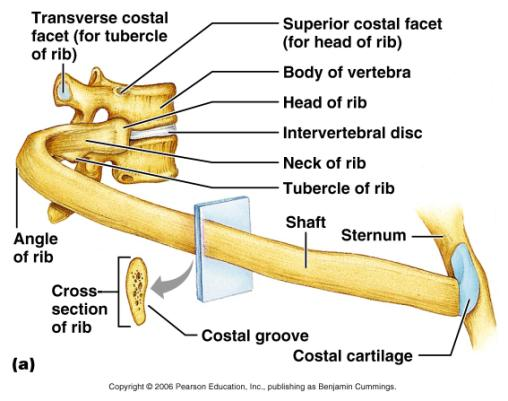 Transverse costal
facet (for tubercle
of rib)
Superior costal facet
(for head of rib)
Body of vertebra
Head of rib
Intervertebral disc
Neck of rib
Tubercle of rib
Shaft
Sternum
Angle
of rib
Cross-
section
of rib
Costal groove
Costal cartilage
(a)
Copyright © 2006 Pearson Education, Inc., publishing as Benjamin Cummings.